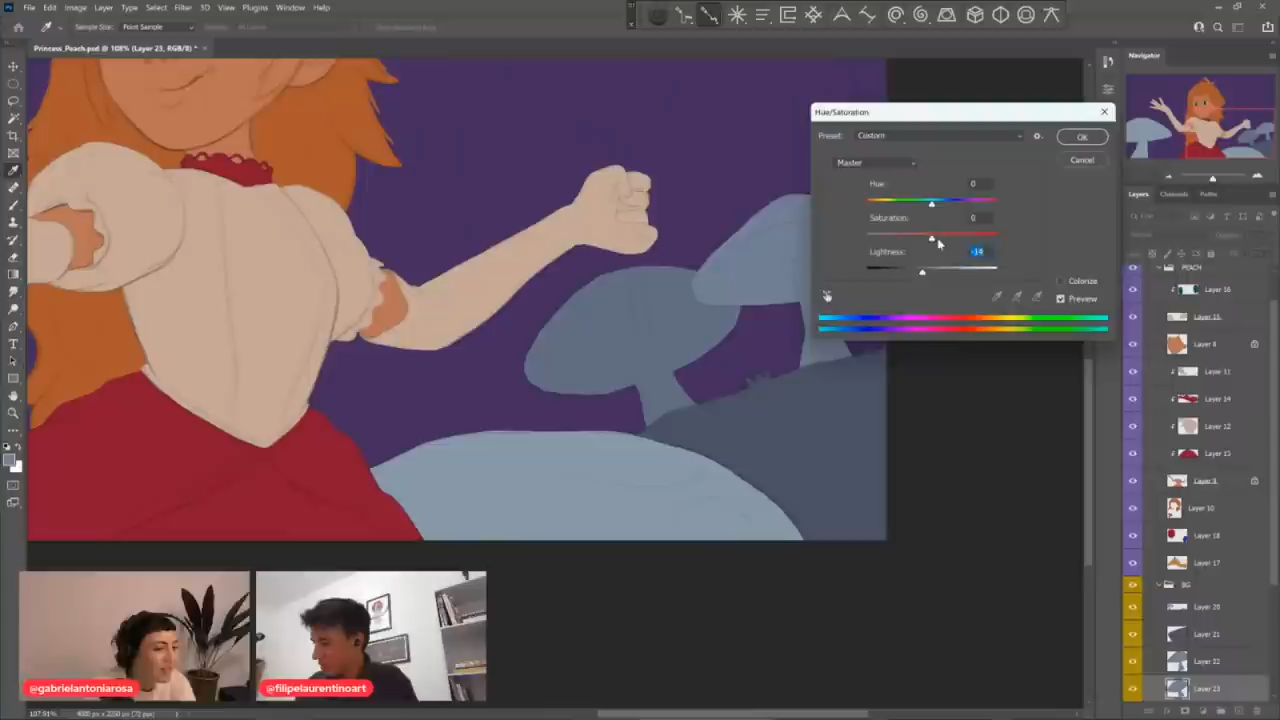 File Edit Image Layer Type Select Filter 3D View Plugins Window Help
Sample Size: Point Sample
Princess_Peach.psd @ 108% (Layer 23, RGB/8) *
Navigator
Hue/Saturation
Preset: Custom
OK
Cancel
Master
Hue: 0
Saturation: 0
Lightness: -14
Colorize
Preview
Layers Channels Paths
PEACH
Layer 16
Layer 15
Layer 8
Layer 11
Layer 14
Layer 12
Layer 13
Layer 9
Layer 10
Layer 18
Layer 17
BG
Layer 20
Layer 21
Layer 22
Layer 23
@gabrielantoniarosa
@filipelaurentinoart
107.91%